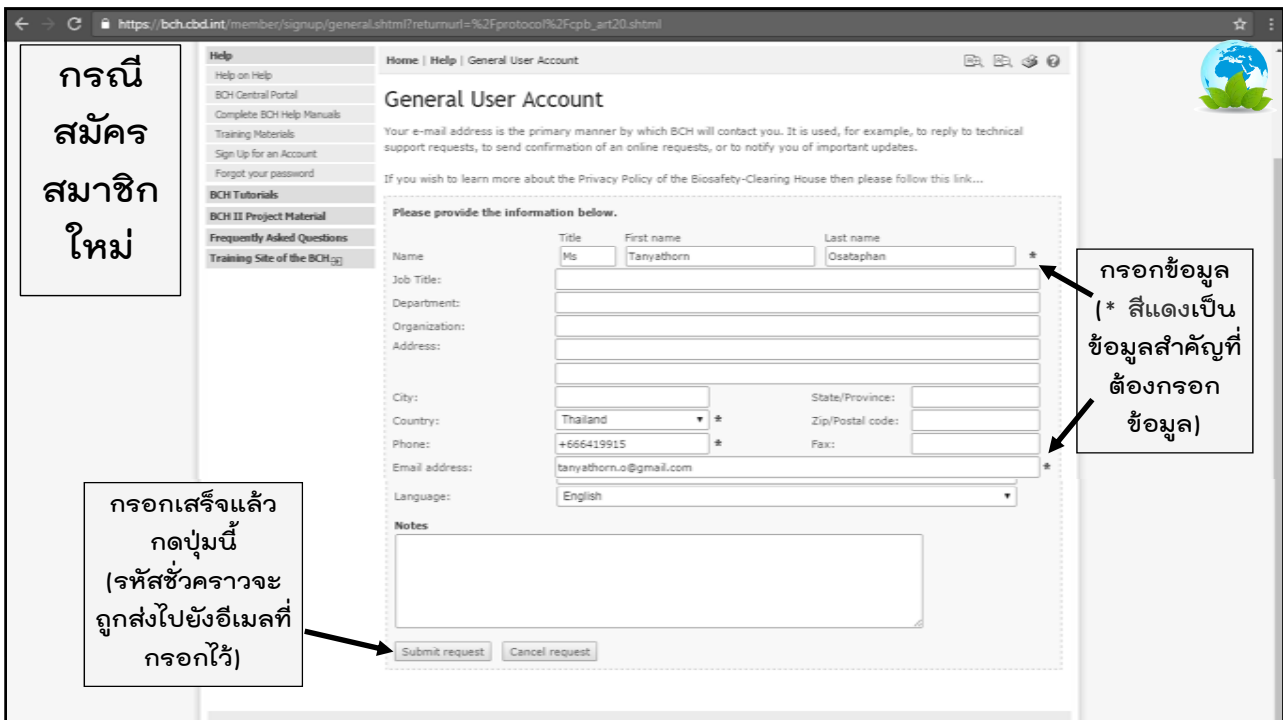 https://bch.cbd.int/member/signup/general.shtml?returnurl=%2Fprotocol%2Fcpb_art20.shtml
กรณี
สมัคร
สมาชิก
ใหม่
Help
Help on Help
BCH Central Portal
Complete BCH Help Manuals
Training Materials
Sign Up for an Account
Forgot your password
BCH Tutorials
BCH II Project Material
Frequently Asked Questions
Training Site of the BCH
Home | Help | General User Account
General User Account
Your e-mail address is the primary manner by which BCH will contact you. It is used, for example, to reply to technical
support requests, to send confirmation of an online requests, or to notify you of important updates.
If you wish to learn more about the Privacy Policy of the Biosafety-Clearing House then please follow this link...
Please provide the information below.
Title First name Last name
Name Ms Tanyathorn Osataphan *
Job Title:
Department:
Organization:
Address:
City: State/Province:
Country: Thailand * Zip/Postal code:
Phone: +666419915 * Fax:
Email address: tanyathorn.o@gmail.com *
Language: English
Notes
Submit request Cancel request
กรอกข้อมูล
(* สีแดงเป็น
ข้อมูลสำคัญที่
ต้องกรอก
ข้อมูล)
กรอกเสร็จแล้ว
กดปุ่มนี้
(รหัสชั่วคราวจะ
ถูกส่งไปยังอีเมลที่
กรอกไว้)